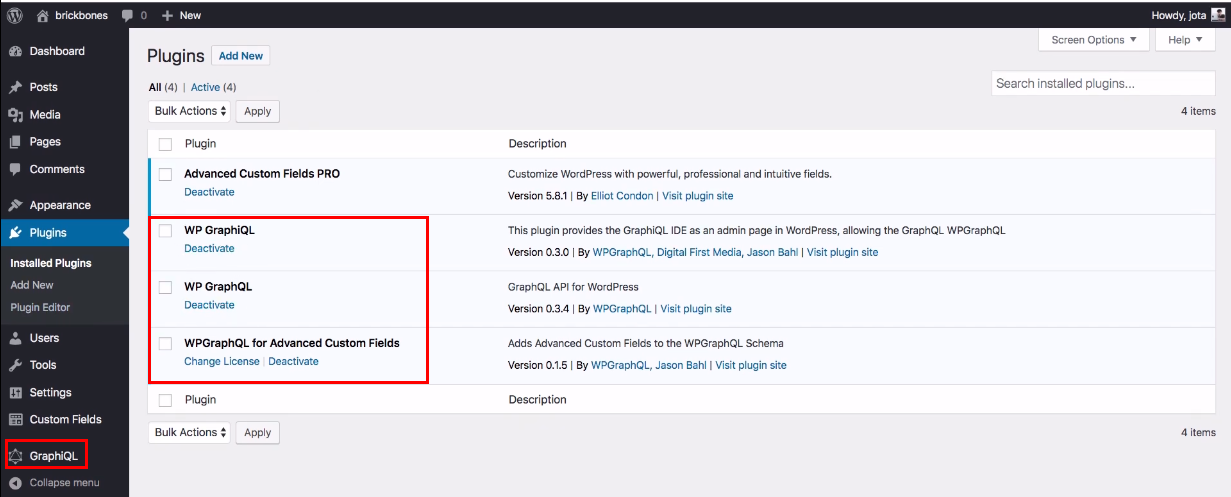 brickbones 0 New Howdy, jota
Dashboard
Posts
Media
Pages
Comments
Appearance
Plugins
Installed Plugins
Add New
Plugin Editor
Users
Tools
Settings
Custom Fields
GraphiQL
Collapse menu
Screen Options Help
Plugins Add New
All (4) | Active (4)
Search installed plugins...
Bulk Actions Apply 4 items
Plugin Description
Advanced Custom Fields PRO Customize WordPress with powerful, professional and intuitive fields.
Deactivate Version 5.8.1 | By Elliot Condon | Visit plugin site
WP GraphiQL This plugin provides the GraphiQL IDE as an admin page in WordPress, allowing the GraphQL WPGraphQL
Deactivate Version 0.3.0 | By WPGraphQL, Digital First Media, Jason Bahl | Visit plugin site
WP GraphQL GraphQL API for WordPress
Deactivate Version 0.3.4 | By WPGraphQL | Visit plugin site
WPGraphQL for Advanced Custom Fields Adds Advanced Custom Fields to the WPGraphQL Schema
Change License | Deactivate Version 0.1.5 | By WPGraphQL, Jason Bahl | Visit plugin site
Plugin Description
Bulk Actions Apply 4 items